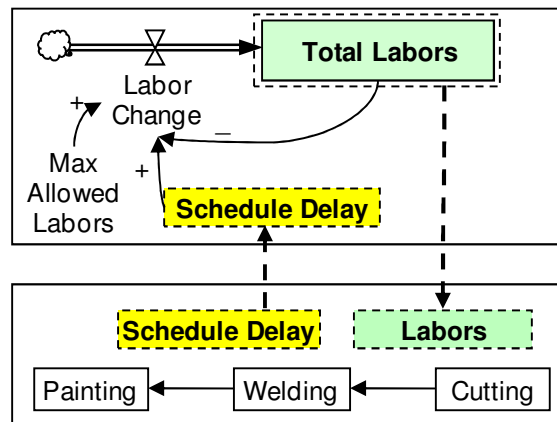 Total Labors
Labor
Change
+
–
Max
Allowed
Labors
+
Schedule Delay
Schedule Delay
Labors
Painting
Welding
Cutting